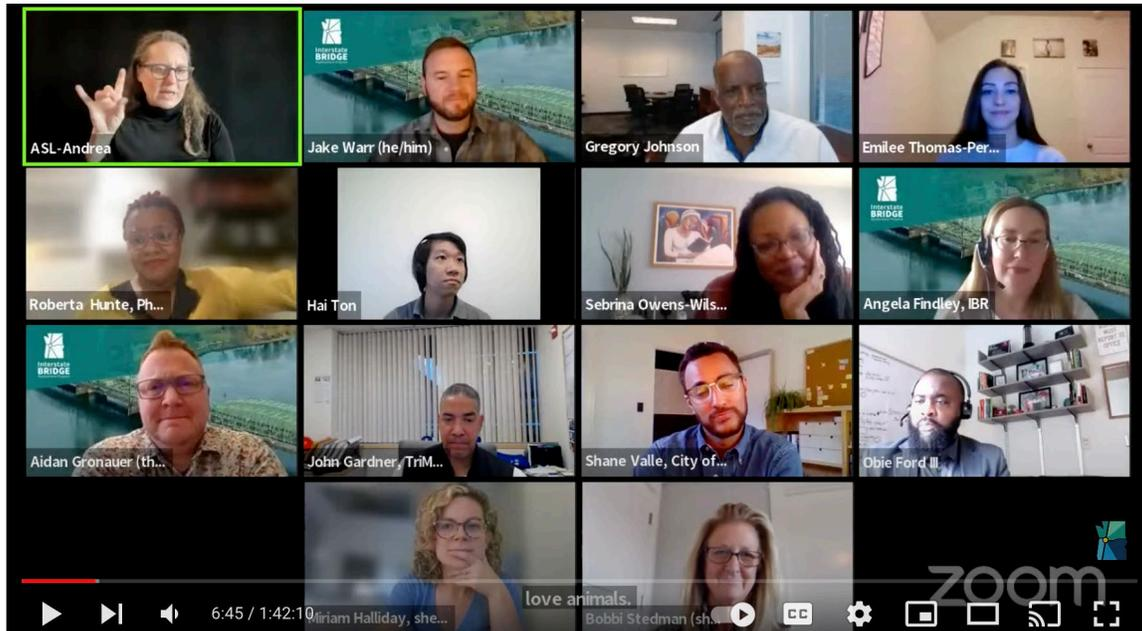 Interstate
BRIDGE
ASL-Andrea
Jake Warr (he/him)
Gregory Johnson
Emilee Thomas-Per...
Interstate
BRIDGE
Roberta Hunte, Ph...
Hai Ton
Sebrina Owens-Wils...
Angela Findley, IBR
Interstate
BRIDGE
Aidan Gronauer (th...
John Gardner, TriM...
Shane Valle, City of...
Obie Ford III
zoom
love animals.
6:45 / 1:42:10
Miriam Halliday, she...
Bobbi Stedman (sh...
CC